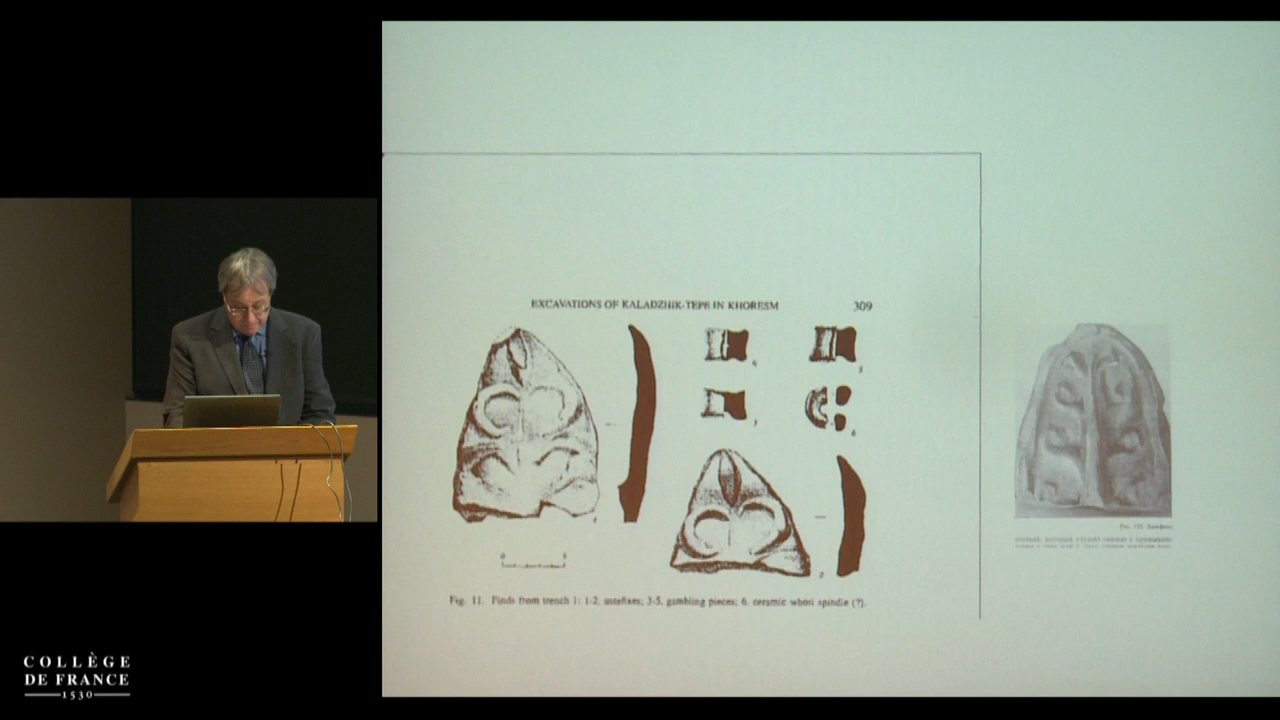 EXCAVATIONS OF KALADZHIK-TEPE IN KHORESM 309
Fig. 11. Finds from trench 1: 1-2. antefixes; 3-5. gambling pieces; 6. ceramic whorl spindle (?).
COLLÈGE
DE FRANCE
1530